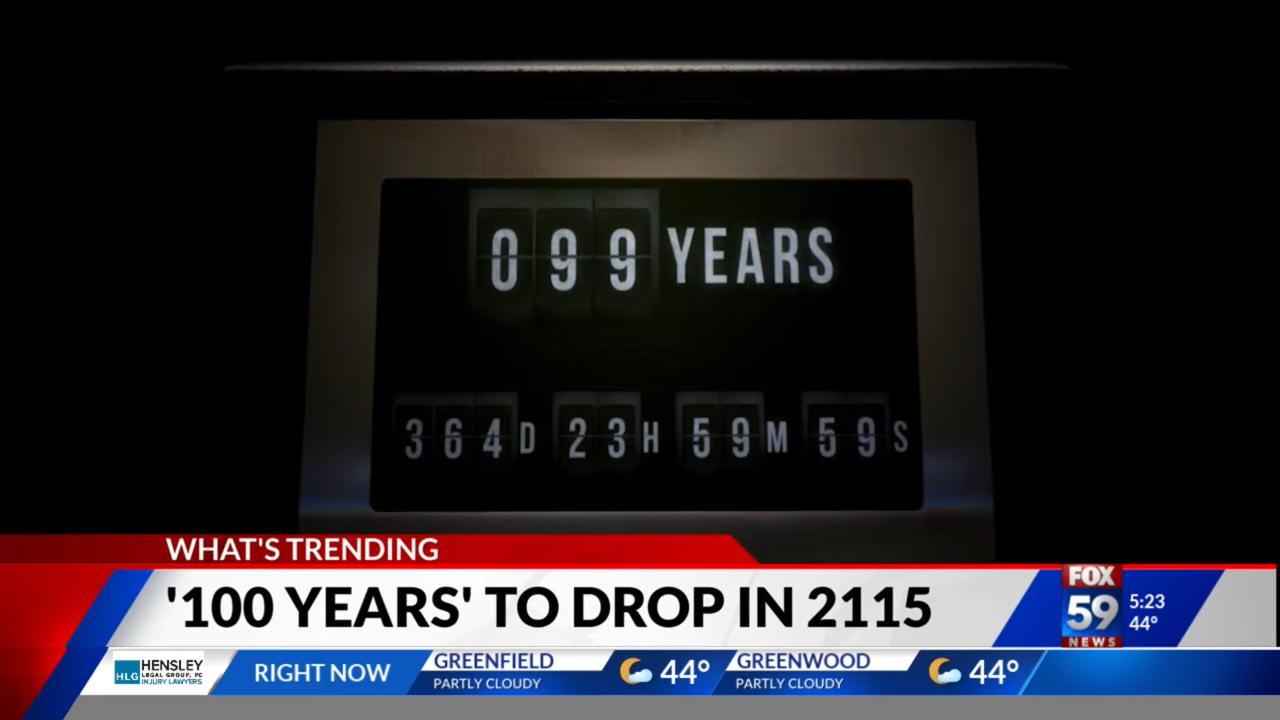 099 YEARS
364D 23H 59M 59S
WHAT'S TRENDING
'100 YEARS' TO DROP IN 2115
FOX
59
NEWS
5:23
44°
HLG
HENSLEY
LEGAL GROUP, PC
INJURY LAWYERS
RIGHT NOW
GREENFIELD
PARTLY CLOUDY
44°
GREENWOOD
PARTLY CLOUDY
44°